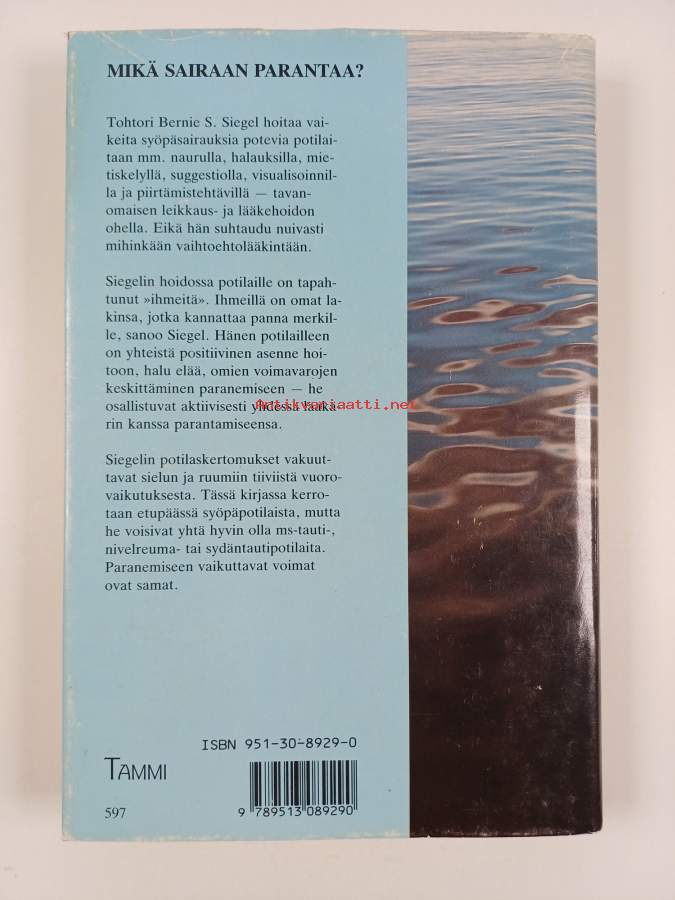 MIKÄ SAIRAAN PARANTAA?
Tohtori Bernie S. Siegel hoitaa vai-
keita syöpäsairauksia potevia potilai-
taan mm. naurulla, halauksilla, mie-
tiskelyllä, suggestiolla, visualisoinnil-
la ja piirtämistehtävillä — tavan-
omaisen leikkaus- ja lääkehoidon
ohella. Eikä hän suhtaudu nuivasti
mihinkään vaihtoehtolääkintään.
Siegelin hoidossa potilaille on tapah-
tunut »ihmeitä». Ihmeillä on omat la-
kinsa, jotka kannattaa panna merkil-
le, sanoo Siegel. Hänen potilailleen
on yhteistä positiivinen asenne hoi-
toon, halu elää, omien voimavarojen
keskittäminen paranemiseen — he
osallistuvat aktiivisesti yhdessä lääkä-
rin kanssa parantamiseensa.
Antikvariaatti.net
Siegelin potilaskertomukset vakuut-
tavat sielun ja ruumiin tiiviistä vuoro-
vaikutuksesta. Tässä kirjassa kerro-
taan etupäässä syöpäpotilaista, mutta
he voisivat yhtä hyvin olla ms-tauti-,
nivelreuma- tai sydäntautipotilaita.
Paranemiseen vaikuttavat voimat
ovat samat.
ISBN 951-30-8929-0
TAMMI
597
9 789513 089290